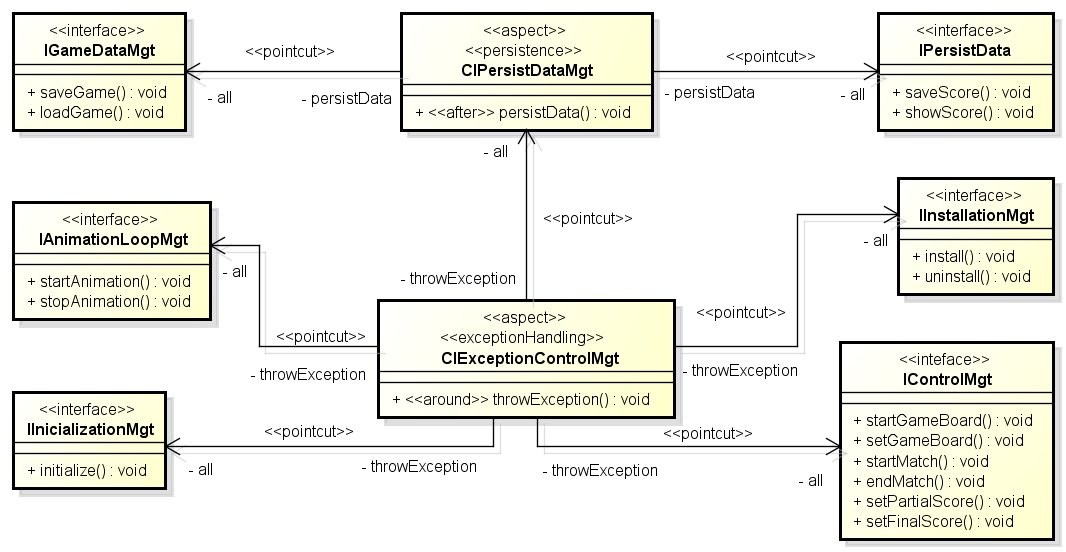 <<interface>>
IGameDataMgt
+ saveGame() : void
+ loadGame() : void
<<pointcut>>
- all
- persistData
<<aspect>>
<<persistence>>
CIPersistDataMgt
+ <<after>> persistData() : void
<<pointcut>>
- persistData
- all
<<interface>>
IPersistData
+ saveScore() : void
+ showScore() : void
- all
<<pointcut>>
- throwException
<<interface>>
IAnimationLoopMgt
+ startAnimation() : void
+ stopAnimation() : void
- all
<<pointcut>>
- throwException
<<interface>>
IInstallationMgt
+ install() : void
+ uninstall() : void
- all
<<pointcut>>
- throwException
<<aspect>>
<<exceptionHandling>>
CIExceptionControlMgt
+ <<around>> throwException() : void
<<interface>>
IInicializationMgt
+ initialize() : void
<<pointcut>>
- all
- throwException
<<pointcut>>
- throwException
- all
<<inteface>>
IControlMgt
+ startGameBoard() : void
+ setGameBoard() : void
+ startMatch() : void
+ endMatch() : void
+ setPartialScore() : void
+ setFinalScore() : void